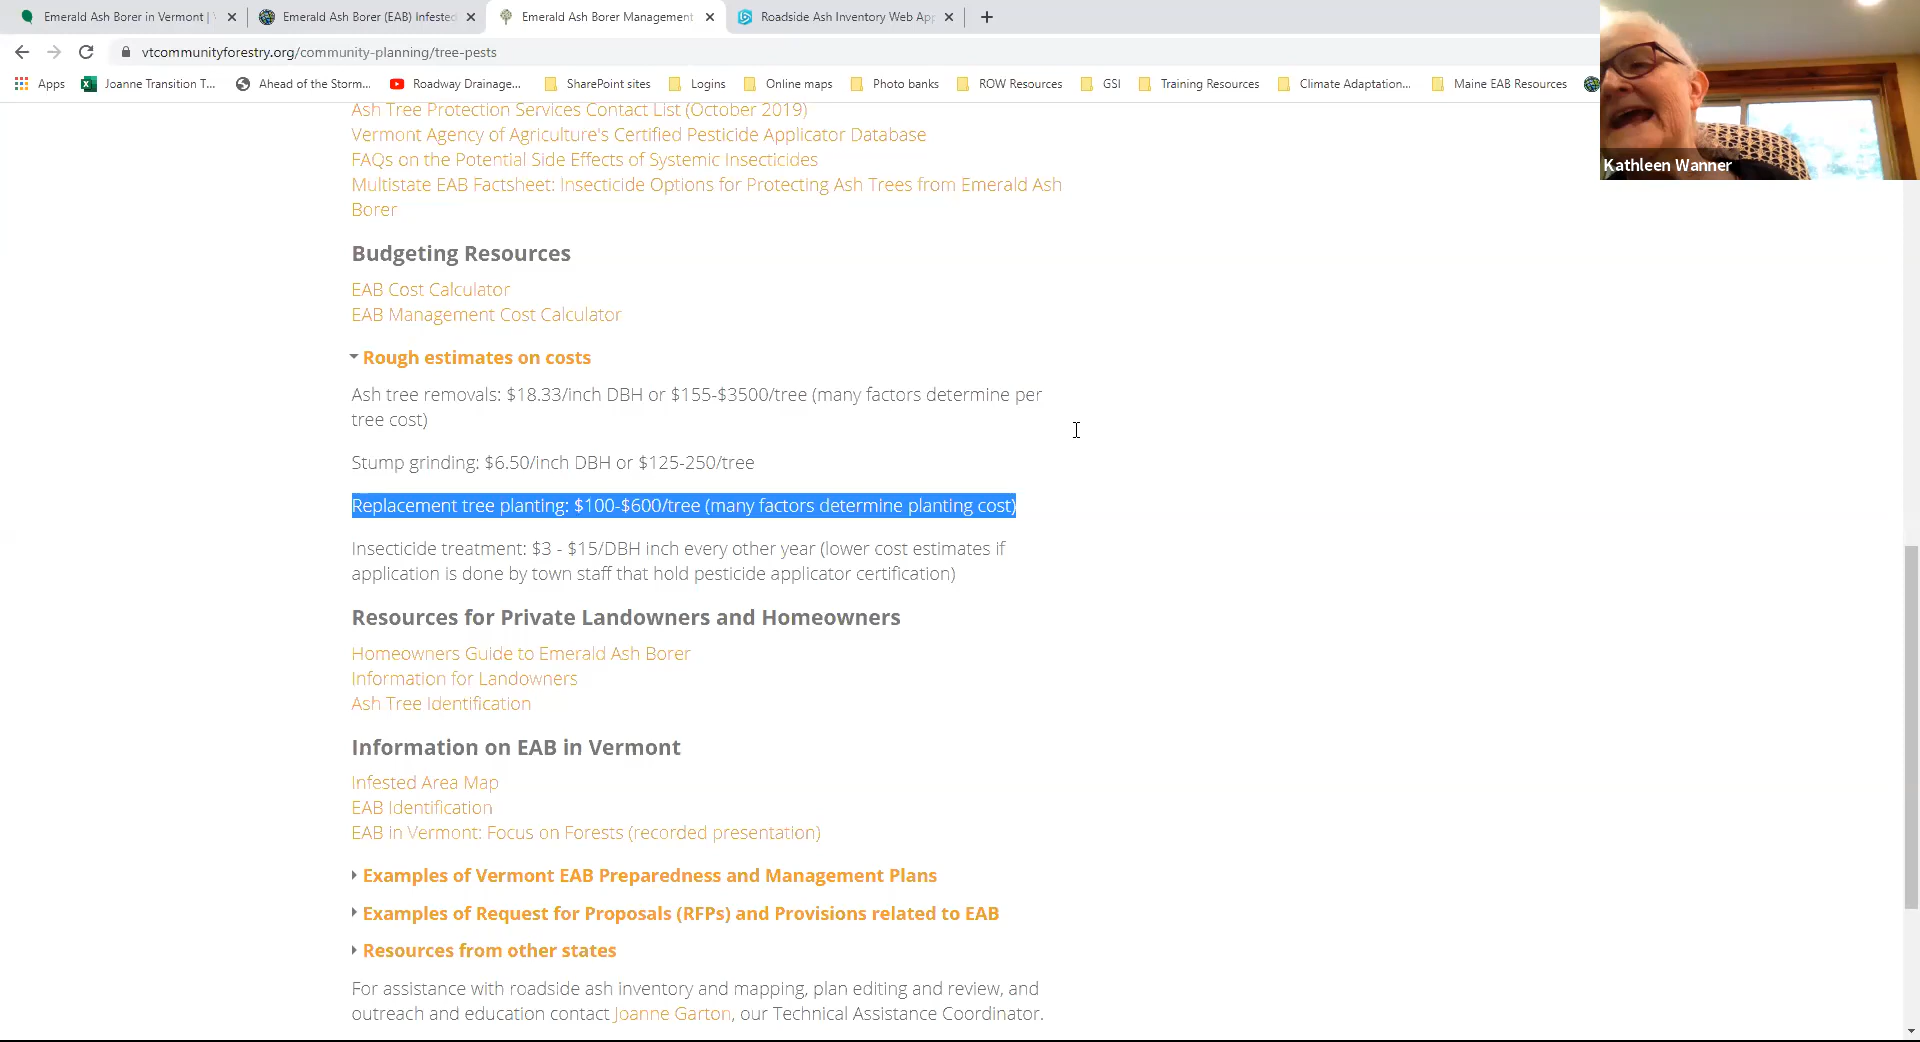 Emerald Ash Borer in Vermont |
Emerald Ash Borer (EAB) Infested
Emerald Ash Borer Management
Roadside Ash Inventory Web App
vtcommunityforestry.org/community-planning/tree-pests
Apps
Joanne Transition T...
Ahead of the Storm...
Roadway Drainage...
SharePoint sites
Logins
Online maps
Photo banks
ROW Resources
GSI
Training Resources
Climate Adaptation...
Maine EAB Resources
Kathleen Wanner
Ash Tree Protection Services Contact List (October 2019)
Vermont Agency of Agriculture's Certified Pesticide Applicator Database
FAQs on the Potential Side Effects of Systemic Insecticides
Multistate EAB Factsheet: Insecticide Options for Protecting Ash Trees from Emerald Ash
Borer
Budgeting Resources
EAB Cost Calculator
EAB Management Cost Calculator
Rough estimates on costs
Ash tree removals: $18.33/inch DBH or $155-$3500/tree (many factors determine per
tree cost)
Stump grinding: $6.50/inch DBH or $125-250/tree
Replacement tree planting: $100-$600/tree (many factors determine planting cost)
Insecticide treatment: $3 - $15/DBH inch every other year (lower cost estimates if
application is done by town staff that hold pesticide applicator certification)
Resources for Private Landowners and Homeowners
Homeowners Guide to Emerald Ash Borer
Information for Landowners
Ash Tree Identification
Information on EAB in Vermont
Infested Area Map
EAB Identification
EAB in Vermont: Focus on Forests (recorded presentation)
Examples of Vermont EAB Preparedness and Management Plans
Examples of Request for Proposals (RFPs) and Provisions related to EAB
Resources from other states
For assistance with roadside ash inventory and mapping, plan editing and review, and
outreach and education contact Joanne Garton, our Technical Assistance Coordinator.